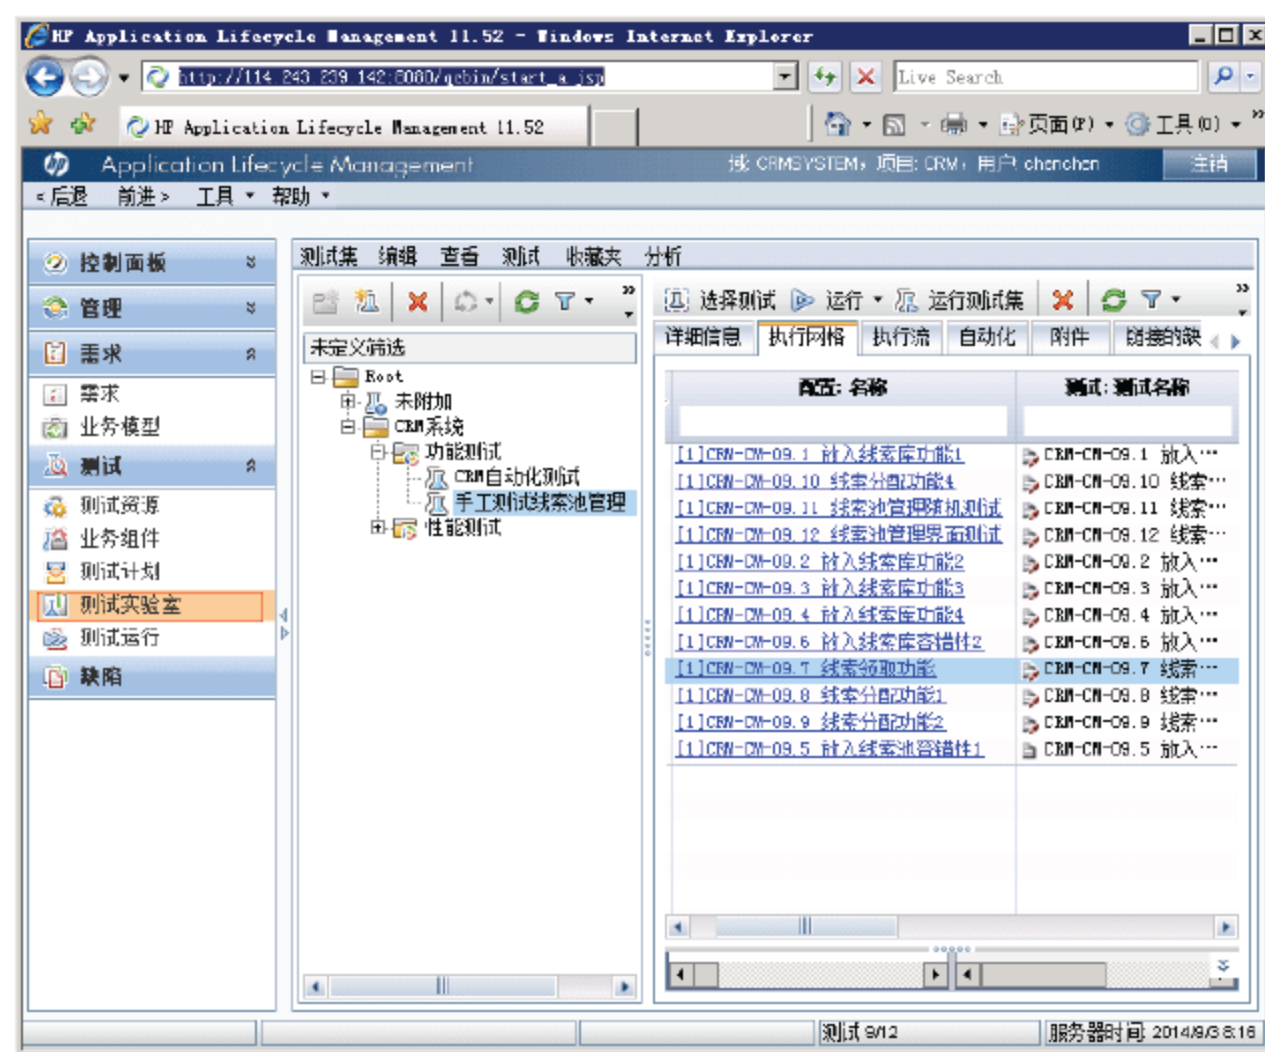 HP Application Lifecycle Management 11.52 - Windows Internet Explorer
http://114.243.239.142:8080/qcbin/start_a.jsp
Live Search
HP Application Lifecycle Management 11.52
页面(P)
工具(O)
Application Lifecycle Management
域: CRMSYSTEM, 项目: CRM, 用户: chenchen
注销
<后退 前进> 工具 帮助
控制面板
管理
需求
需求
业务模型
测试
测试资源
业务组件
测试计划
测试实验室
测试运行
缺陷
测试集 编辑 查看 测试 收藏夹 分析
未定义筛选
Root
未附加
CRM系统
功能测试
CRM自动化测试
手工测试线索池管理
性能测试
选择测试 运行 运行测试集
详细信息 执行网格 执行流 自动化 附件 链接的缺
配置: 名称 测试: 测试名称
[1]CRM-CM-09.1 放入线索库功能1 CRM-CM-09.1 放入…
[1]CRM-CM-09.10 线索分配功能4 CRM-CM-09.10 线索…
[1]CRM-CM-09.11 线索池管理随机测试 CRM-CM-09.11 线索…
[1]CRM-CM-09.12 线索池管理界面测试 CRM-CM-09.12 线索…
[1]CRM-CM-09.2 放入线索库功能2 CRM-CM-09.2 放入…
[1]CRM-CM-09.3 放入线索库功能3 CRM-CM-09.3 放入…
[1]CRM-CM-09.4 放入线索库功能4 CRM-CM-09.4 放入…
[1]CRM-CM-09.6 放入线索库容错性2 CRM-CM-09.6 放入…
[1]CRM-CM-09.7 线索领取功能 CRM-CM-09.7 线索…
[1]CRM-CM-09.8 线索分配功能1 CRM-CM-09.8 线索…
[1]CRM-CM-09.9 线索分配功能2 CRM-CM-09.9 线索…
[1]CRM-CM-09.5 放入线索池容错性1 CRM-CM-09.5 放入…
测试 9/12
服务器时间: 2014/9/3 8:16